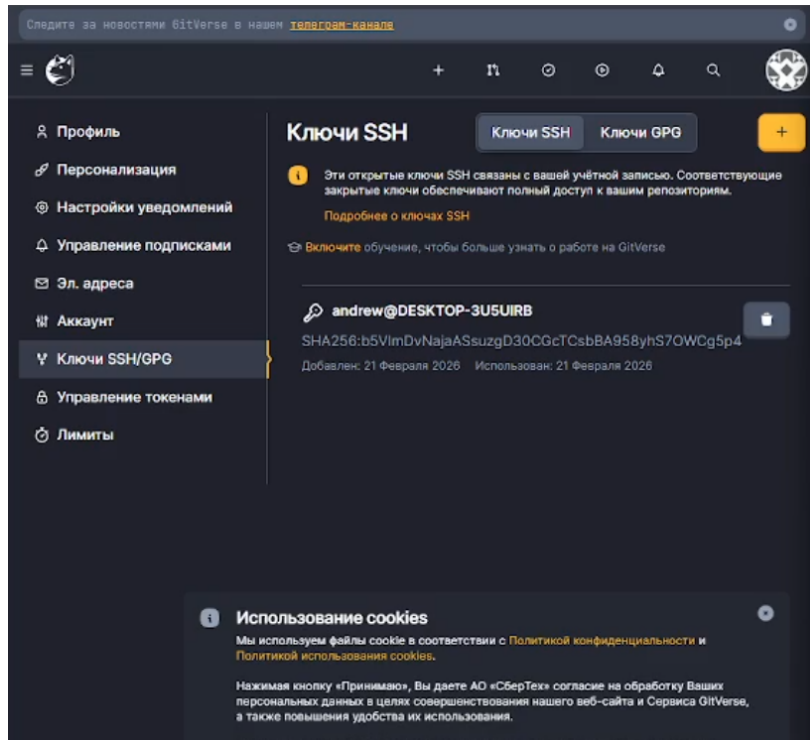 Следите за новостями GitVerse в нашем телеграм-канале
Профиль
Персонализация
Настройки уведомлений
Управление подписками
Эл. адреса
Аккаунт
Ключи SSH/GPG
Управление токенами
Лимиты
Ключи SSH
Ключи SSH
Ключи GPG
+
Эти открытые ключи SSH связаны с вашей учётной записью. Соответствующие
закрытые ключи обеспечивают полный доступ к вашим репозиториям.
Подробнее о ключах SSH
Включите обучение, чтобы больше узнать о работе на GitVerse
andrew@DESKTOP-3U5UIRB
SHA256:b5VlmDvNajaASsuzgD30CGcTCsbBA958yhS7OWCg5p4
Добавлен: 21 Февраля 2026 Использован: 21 Февраля 2026
Использование cookies
Мы используем файлы cookie в соответствии с Политикой конфиденциальности и
Политикой использования cookies.
Нажимая кнопку «Принимаю», Вы даете АО «СберТех» согласие на обработку Ваших
персональных данных в целях совершенствования нашего веб-сайта и Сервиса GitVerse,
а также повышения удобства их использования.